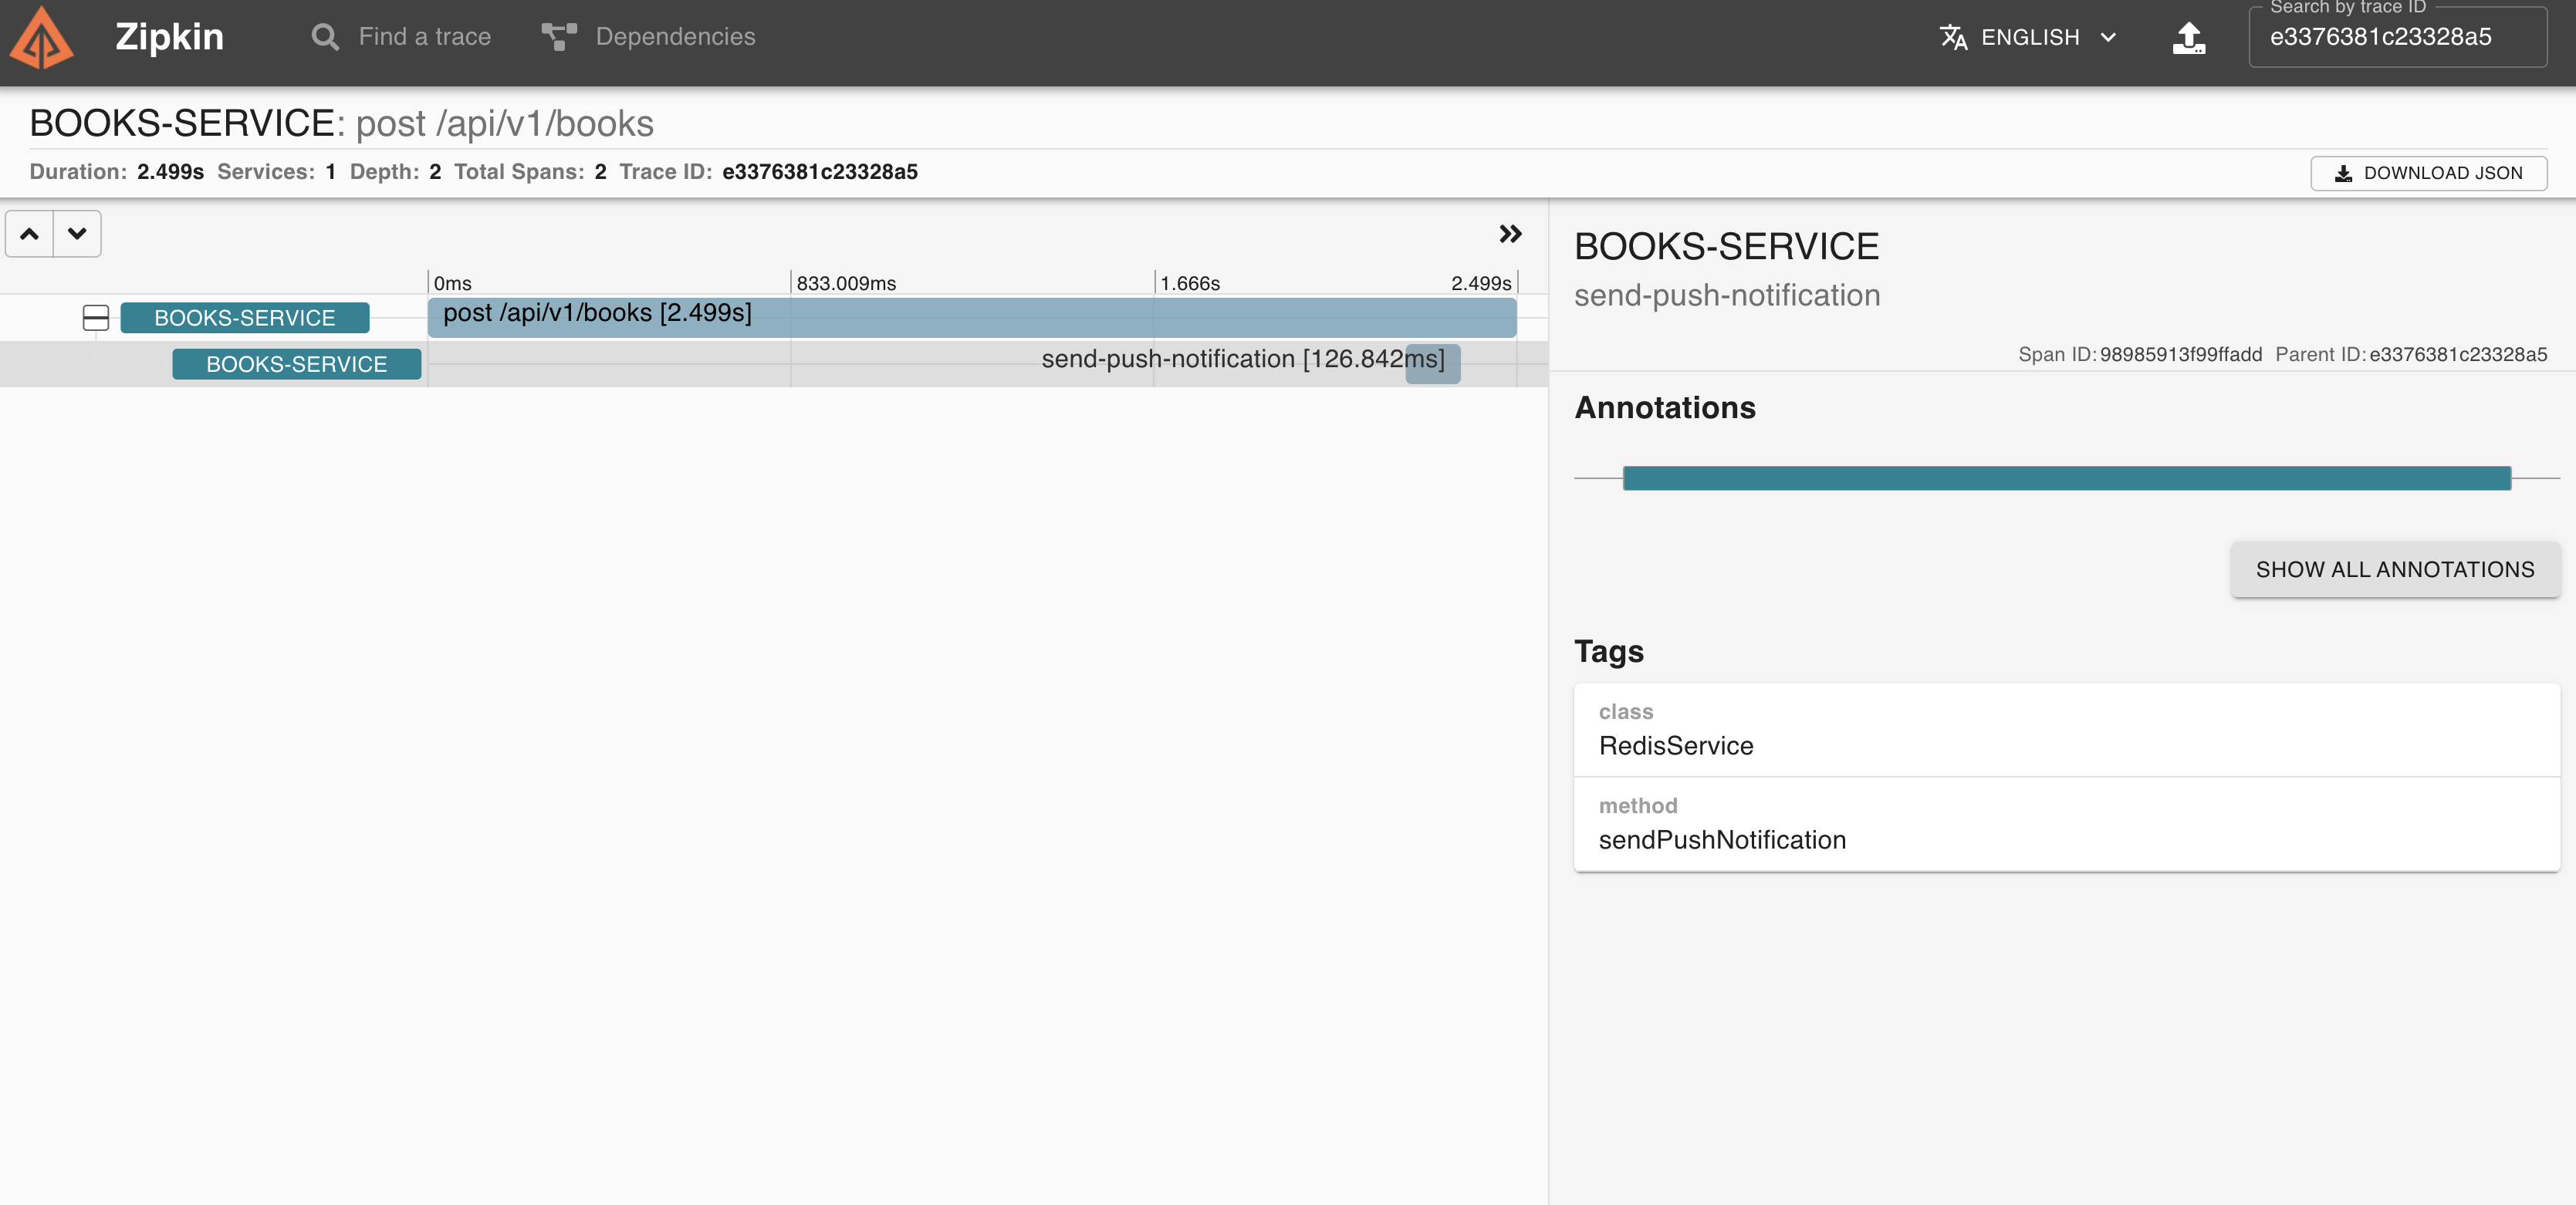 Zipkin
Find a trace
Dependencies
ENGLISH
Search by trace ID
e3376381c23328a5
BOOKS-SERVICE: post /api/v1/books
Duration: 2.499s Services: 1 Depth: 2 Total Spans: 2 Trace ID: e3376381c23328a5
DOWNLOAD JSON
0ms 833.009ms 1.666s 2.499s
BOOKS-SERVICE post /api/v1/books [2.499s]
BOOKS-SERVICE send-push-notification [126.842ms]
BOOKS-SERVICE
send-push-notification
Span ID: 98985913f99ffadd Parent ID: e3376381c23328a5
Annotations
SHOW ALL ANNOTATIONS
Tags
class
RedisService
method
sendPushNotification